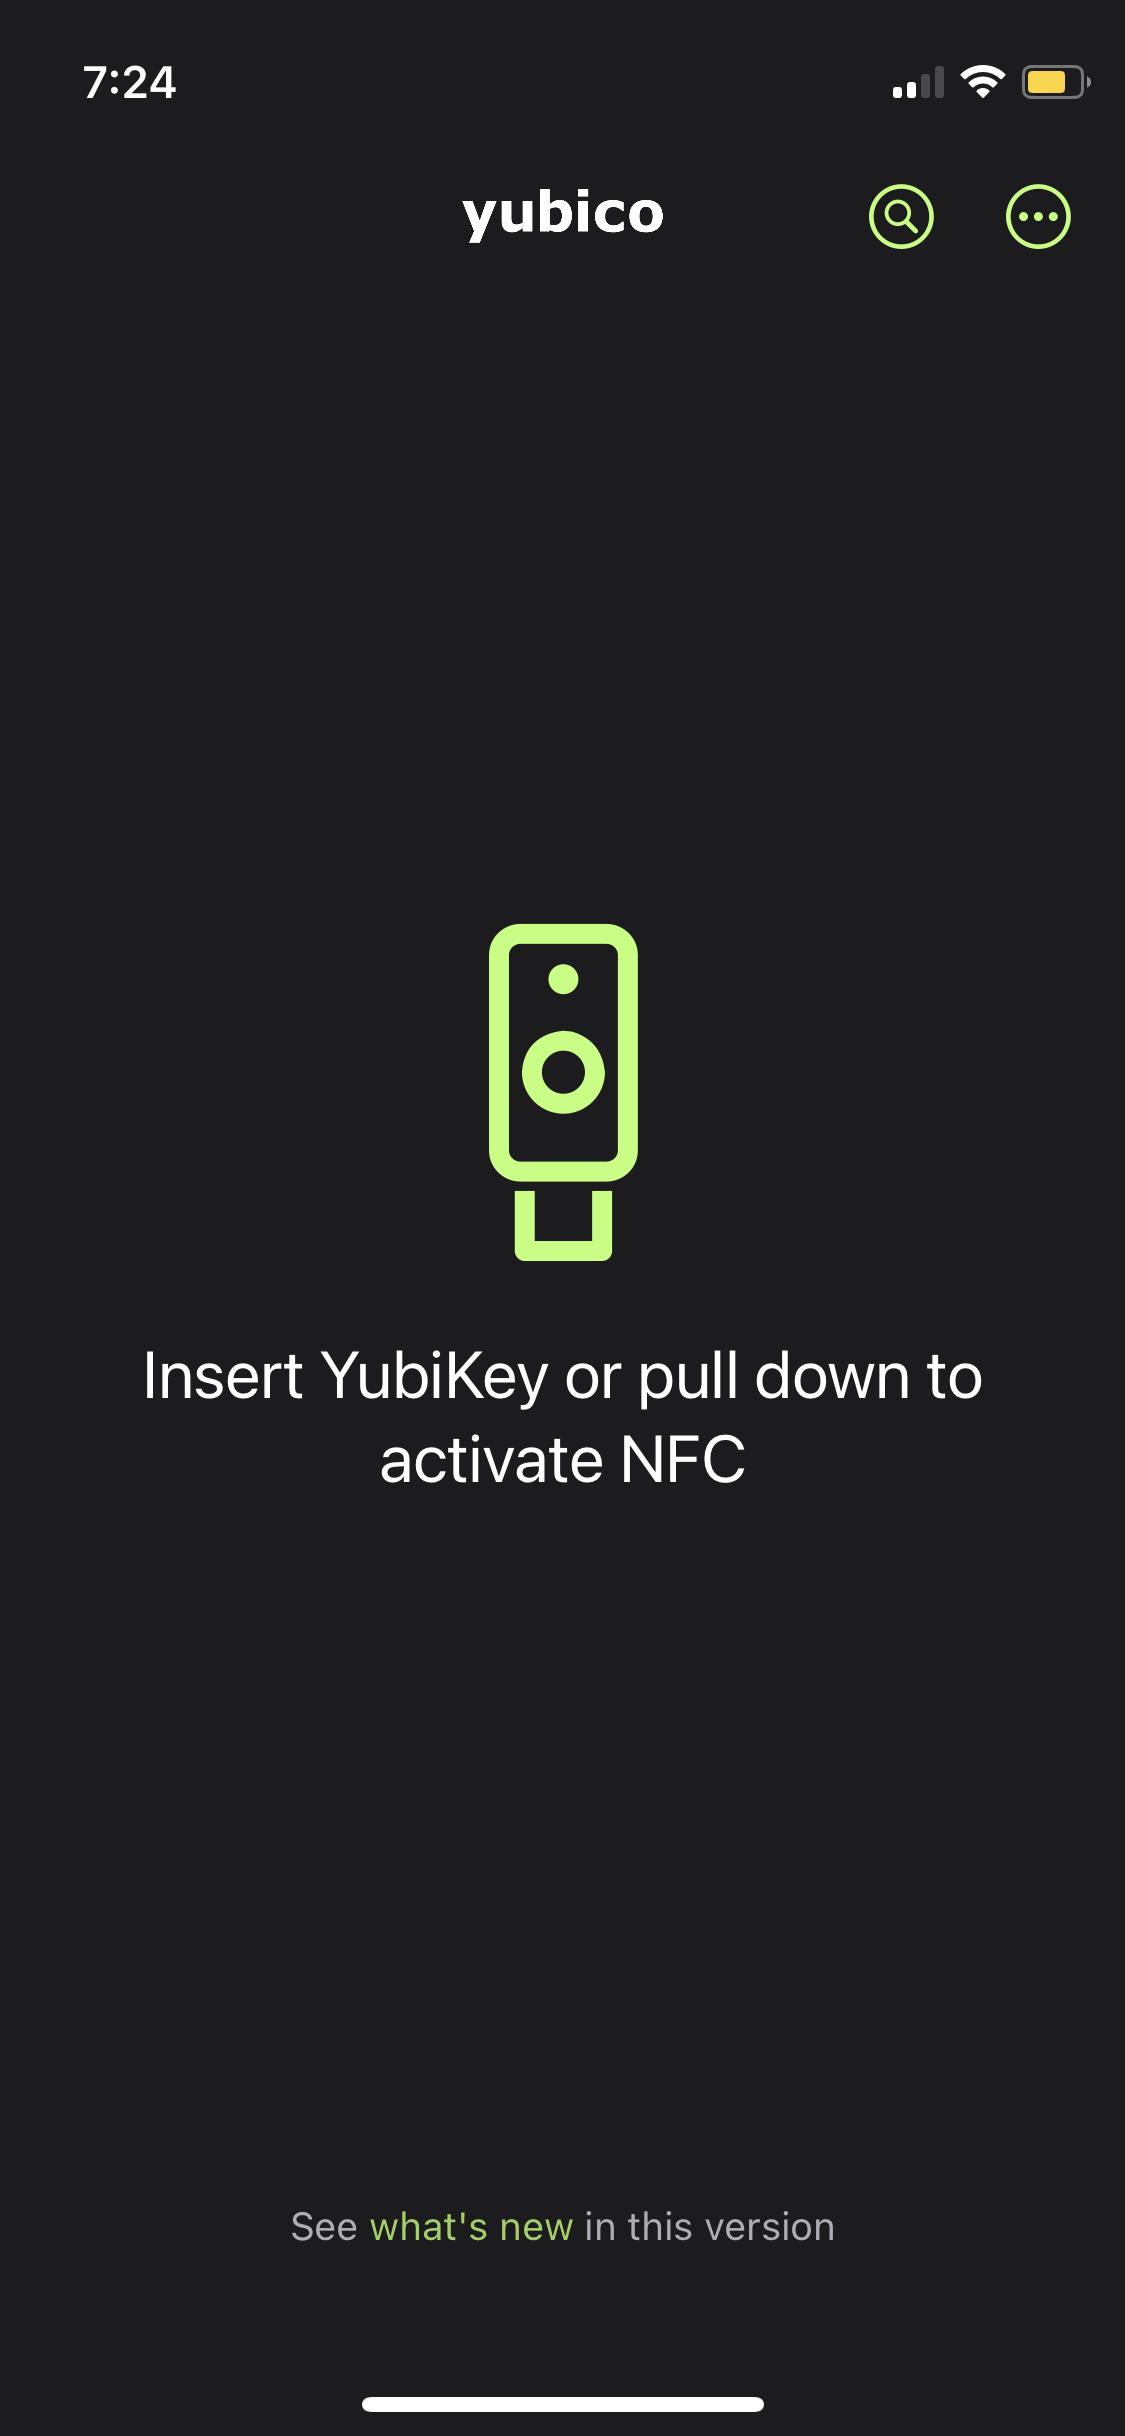 7:24
yubico
Insert YubiKey or pull down to
activate NFC
See what's new in this version